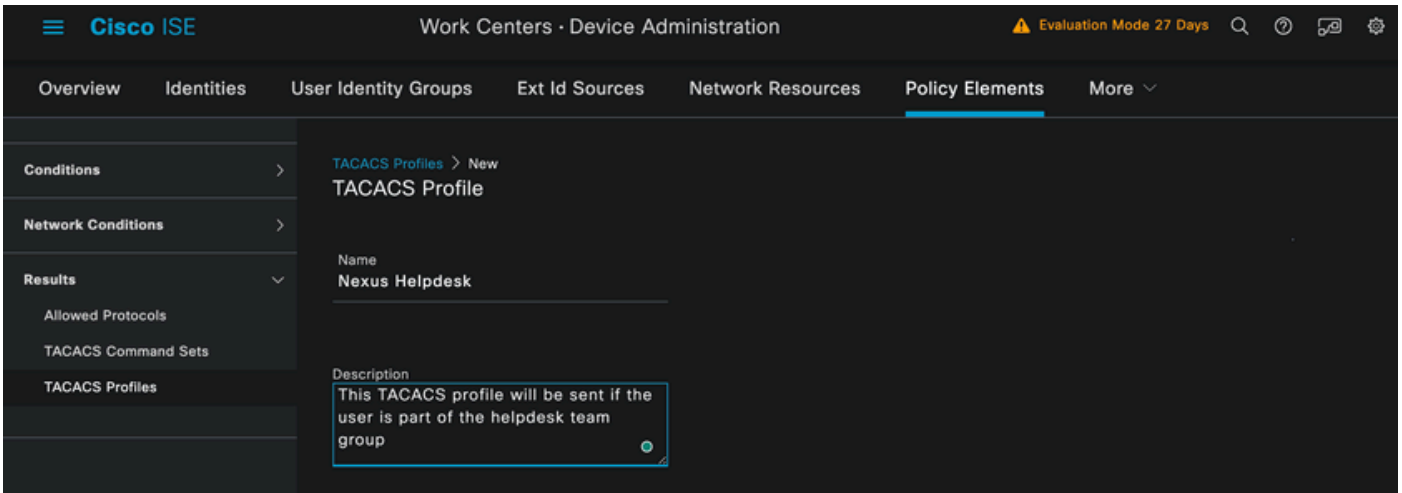 Cisco ISE
Work Centers · Device Administration
Evaluation Mode 27 Days
Overview
Identities
User Identity Groups
Ext Id Sources
Network Resources
Policy Elements
More
Conditions
Network Conditions
Results
Allowed Protocols
TACACS Command Sets
TACACS Profiles
TACACS Profiles > New
TACACS Profile
Name
Nexus Helpdesk
Description
This TACACS profile will be sent if the
user is part of the helpdesk team
group